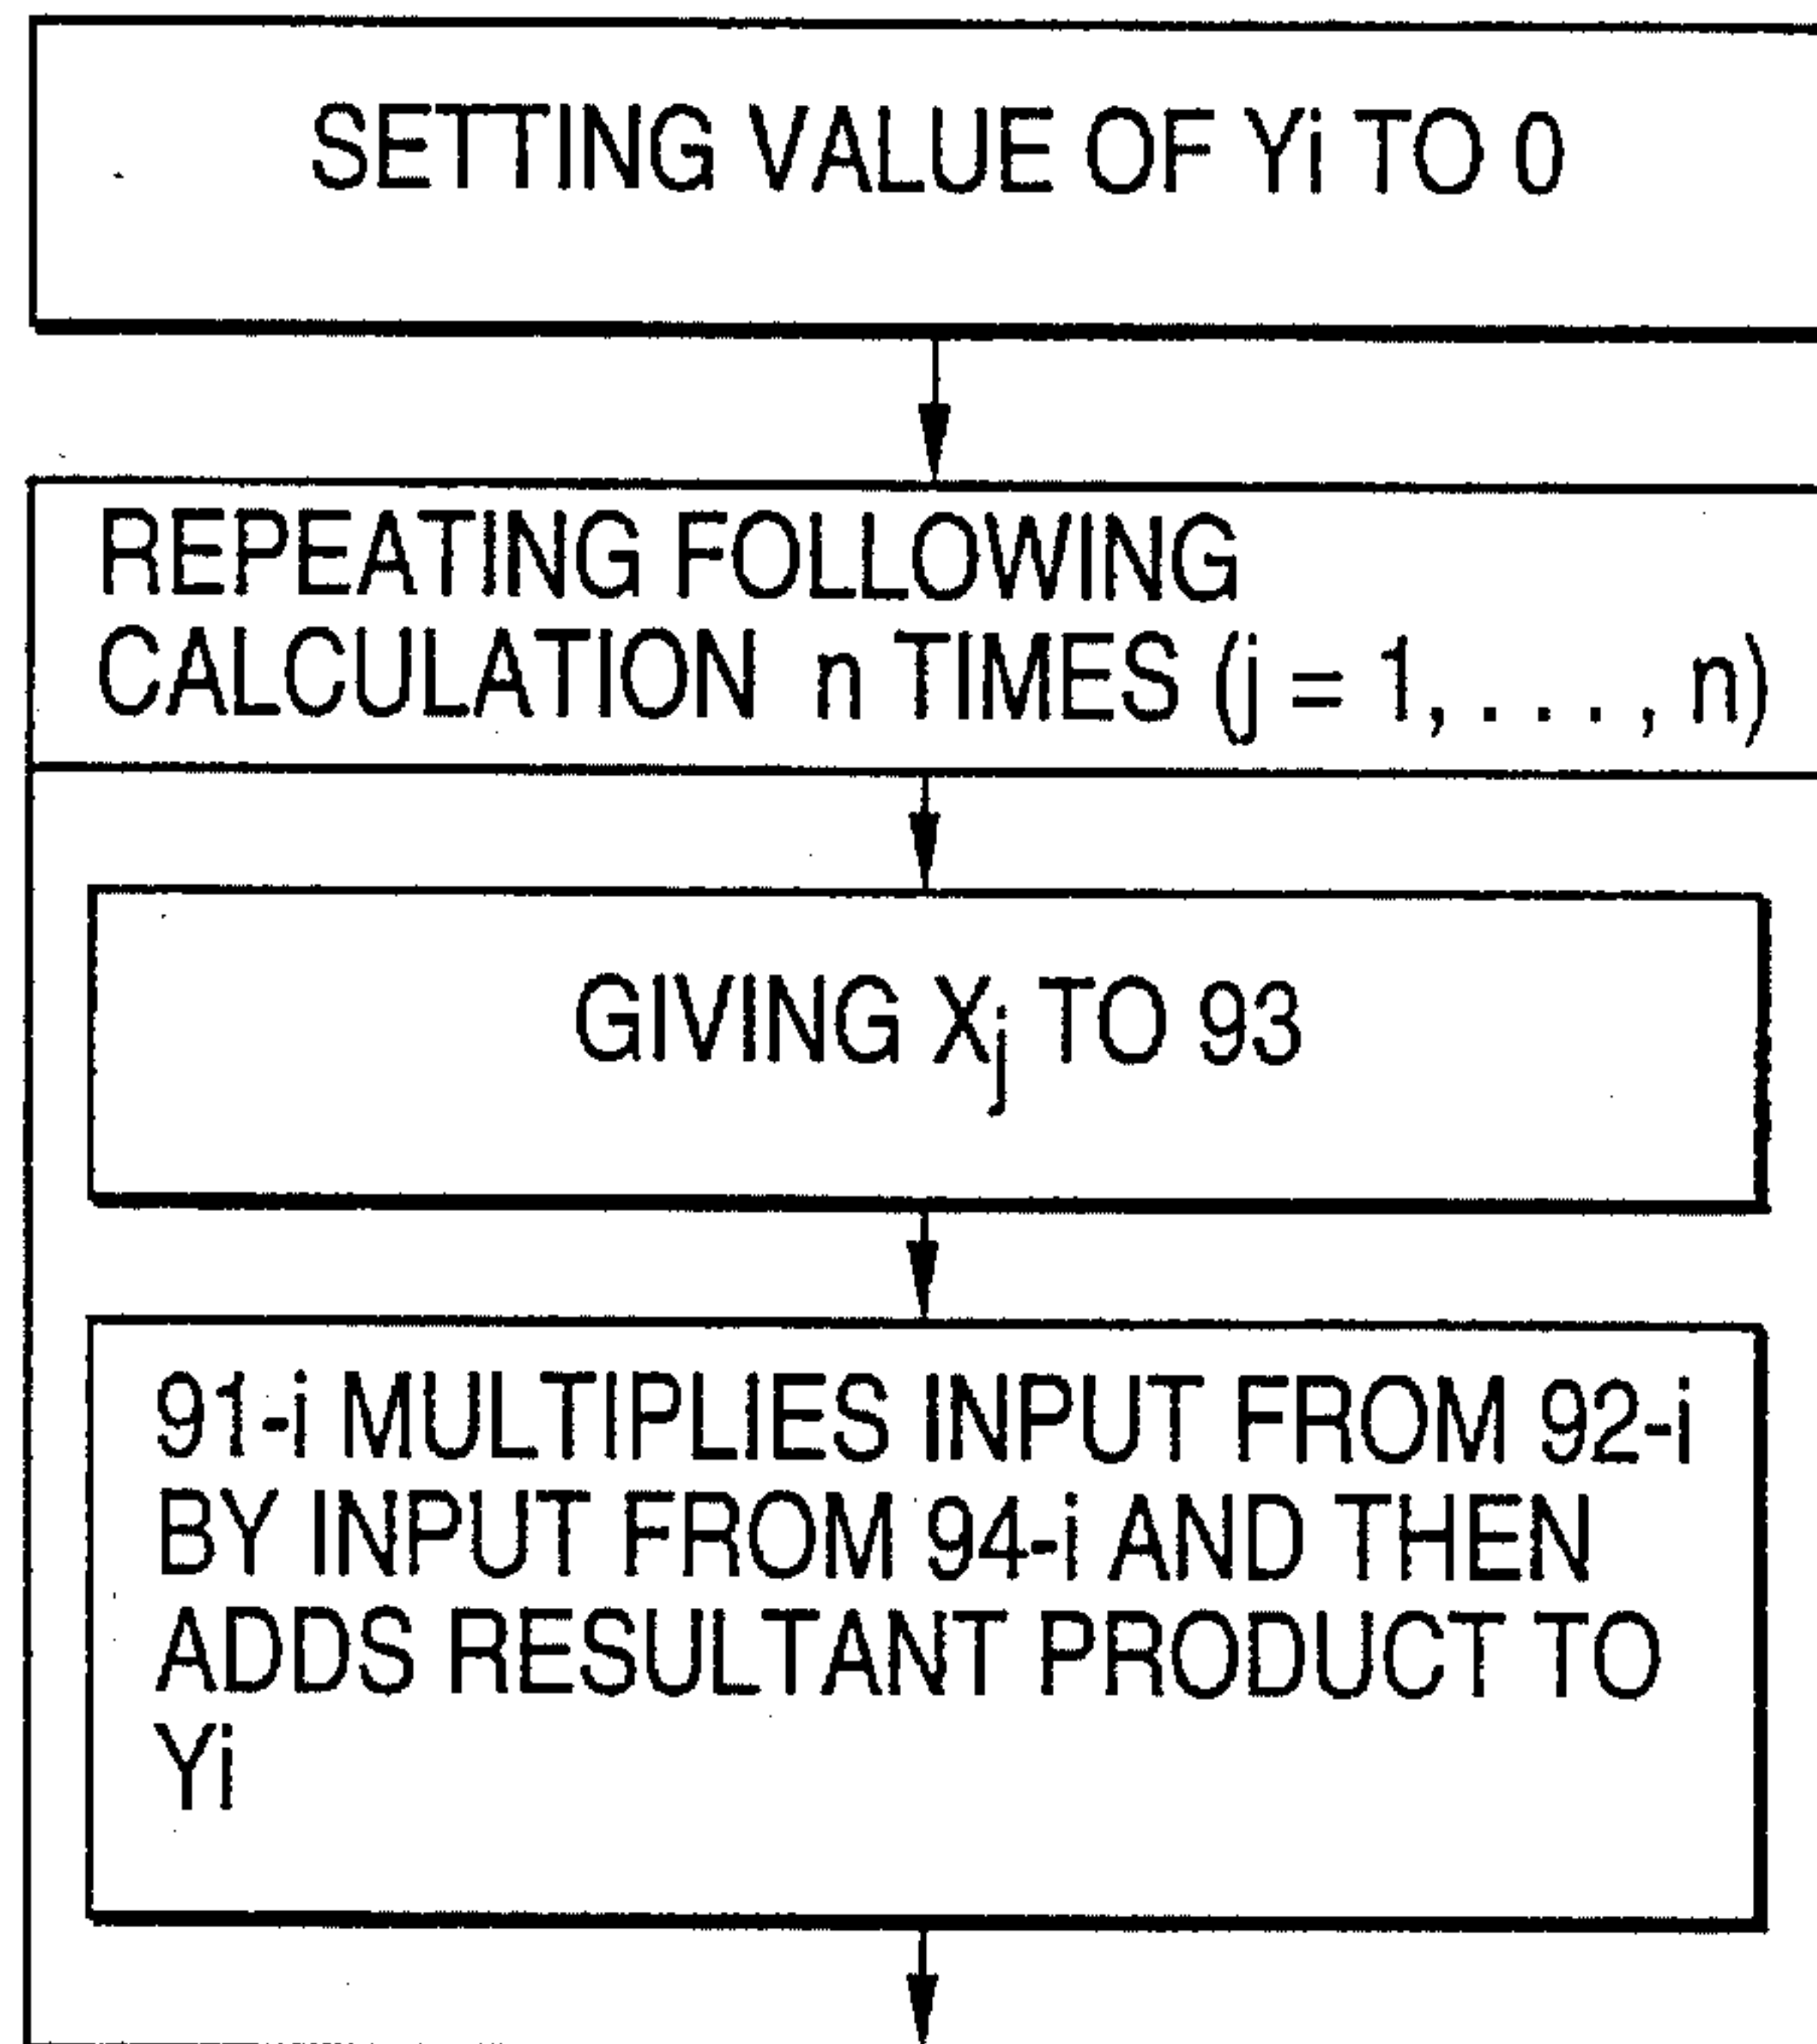 SETTING VALUE OF Yi TO 0
REPEATING FOLLOWING
CALCULATION n TIMES (j = 1, . . . , n)
GIVING Xj TO 93
91-i MULTIPLIES INPUT FROM 92-i
BY INPUT FROM 94-i AND THEN
ADDS RESULTANT PRODUCT TO
Yi